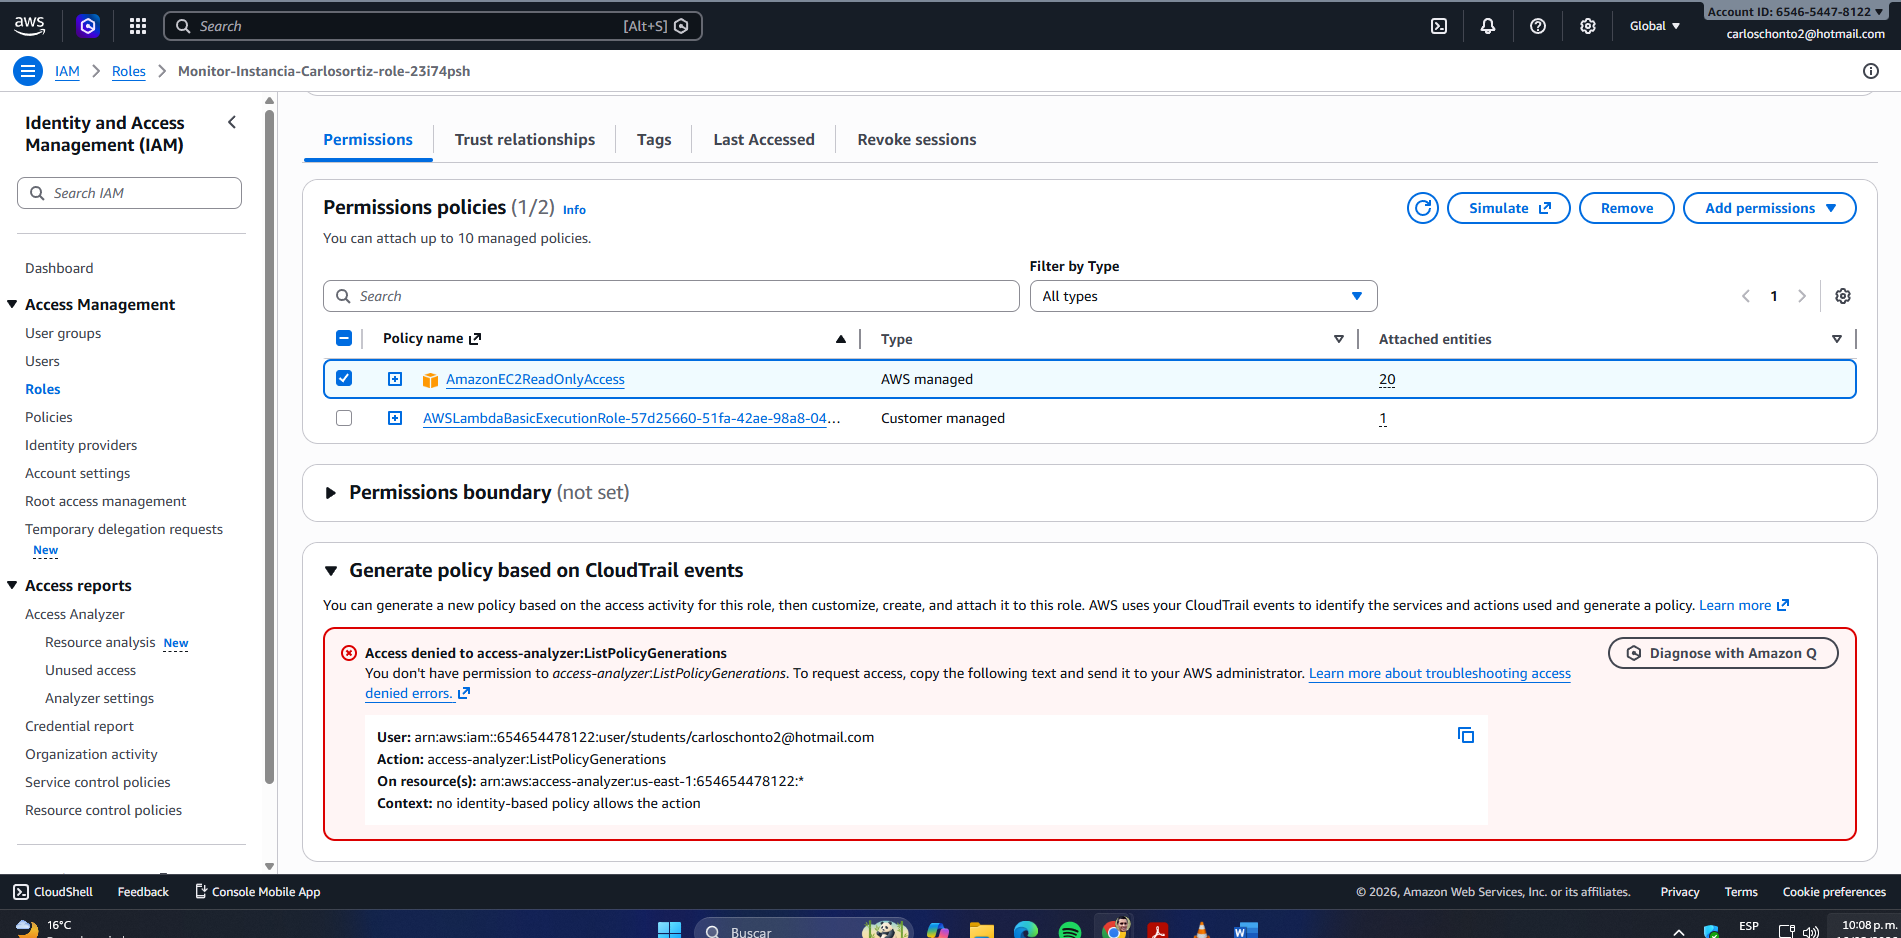 aws
Search
[Alt+S]
Global
Account ID: 6546-5447-8122
carloschonto2@hotmail.com
IAM
Roles
Monitor-Instancia-Carlosortiz-role-23i74psh
Identity and Access Management (IAM)
Search IAM
Dashboard
Access Management
User groups
Users
Roles
Policies
Identity providers
Account settings
Root access management
Temporary delegation requests
New
Access reports
Access Analyzer
Resource analysis New
Unused access
Analyzer settings
Credential report
Organization activity
Service control policies
Resource control policies
Permissions
Trust relationships
Tags
Last Accessed
Revoke sessions
Permissions policies (1/2) Info
Simulate
Remove
Add permissions
You can attach up to 10 managed policies.
Filter by Type
Search
All types
1
Policy name
Type
Attached entities
AmazonEC2ReadOnlyAccess
AWS managed
20
AWSLambdaBasicExecutionRole-57d25660-51fa-42ae-98a8-04...
Customer managed
1
Permissions boundary (not set)
Generate policy based on CloudTrail events
You can generate a new policy based on the access activity for this role, then customize, create, and attach it to this role. AWS uses your CloudTrail events to identify the services and actions used and generate a policy. Learn more
Access denied to access-analyzer:ListPolicyGenerations
Diagnose with Amazon Q
You don't have permission to access-analyzer:ListPolicyGenerations. To request access, copy the following text and send it to your AWS administrator. Learn more about troubleshooting access
denied errors.
User: arn:aws:iam::654654478122:user/students/carloschonto2@hotmail.com
Action: access-analyzer:ListPolicyGenerations
On resource(s): arn:aws:access-analyzer:us-east-1:654654478122:*
Context: no identity-based policy allows the action
CloudShell
Feedback
Console Mobile App
© 2026, Amazon Web Services, Inc. or its affiliates.
Privacy
Terms
Cookie preferences
16°C
Buscar
ESP
10:08 p. m.